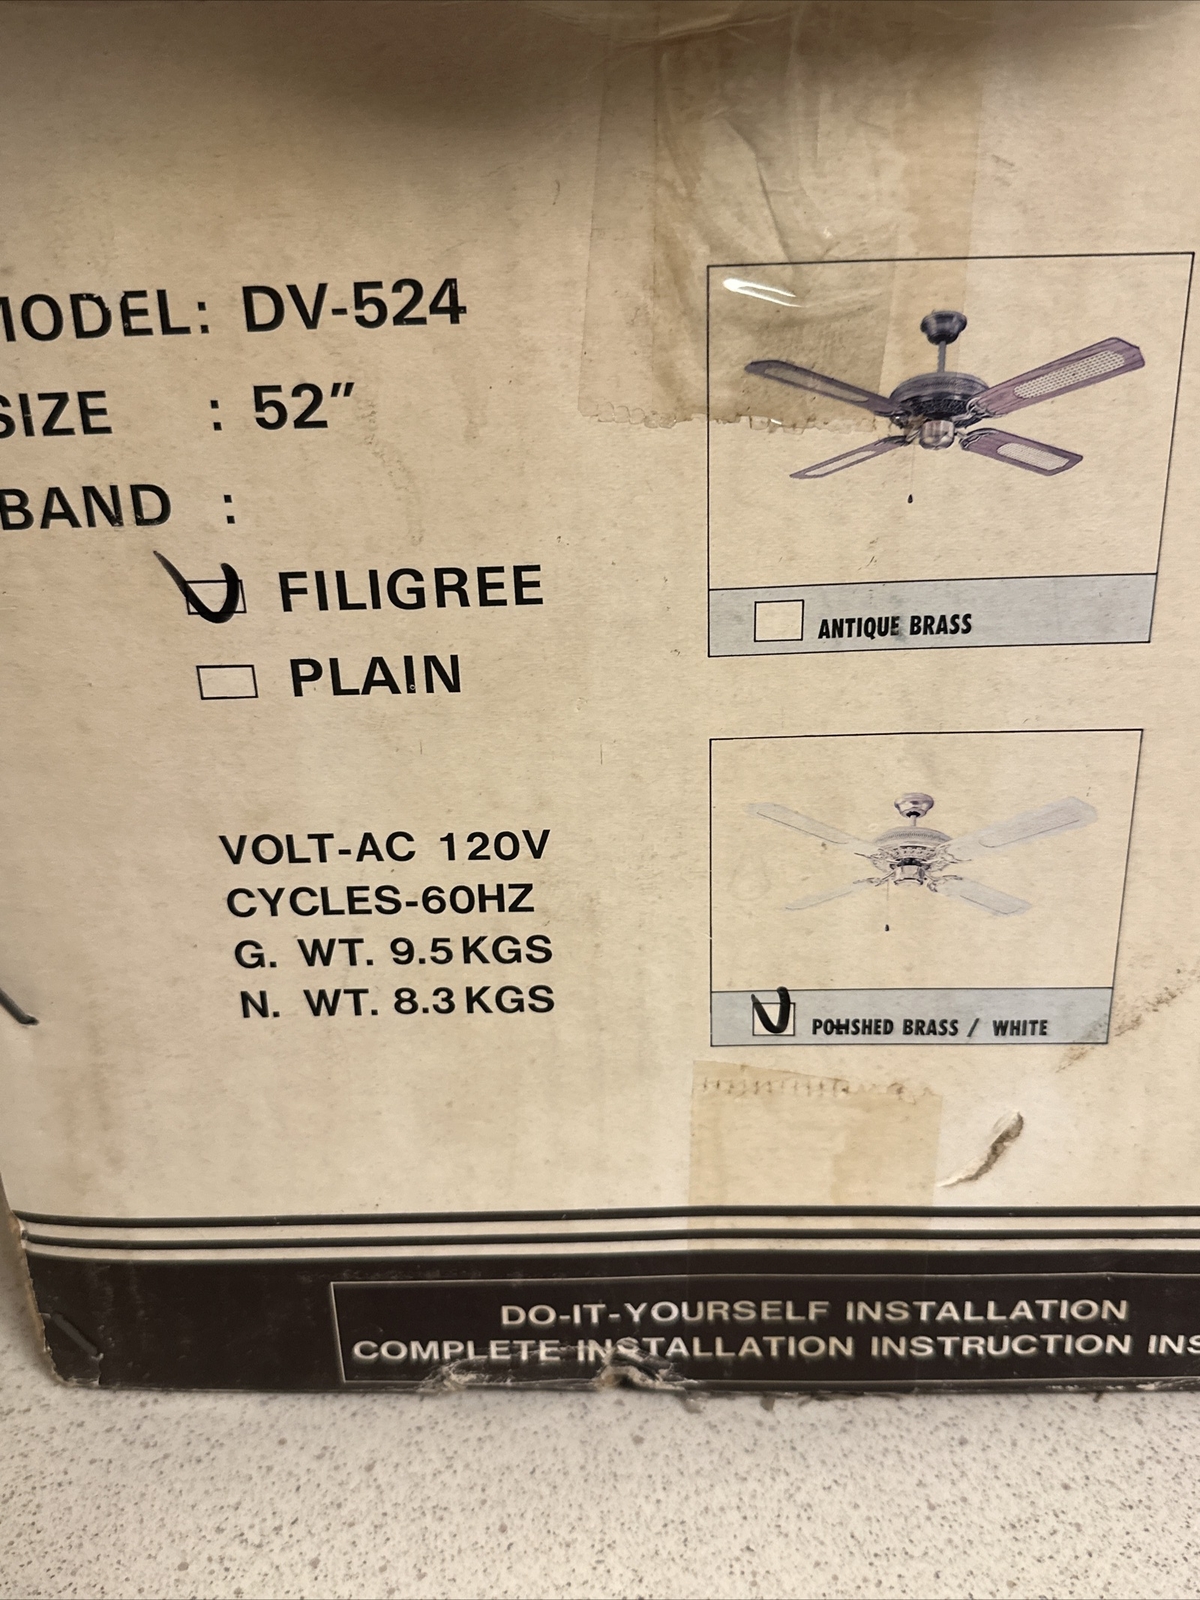 MODEL: DV-524
SIZE : 52"
BAND :
FILIGREE
PLAIN
VOLT-AC 120V
CYCLES-60HZ
G. WT. 9.5KGS
N. WT. 8.3KGS
ANTIQUE BRASS
POLISHED BRASS / WHITE
DO-IT-YOURSELF INSTALLATION
COMPLETE INSTALLATION INSTRUCTION INS